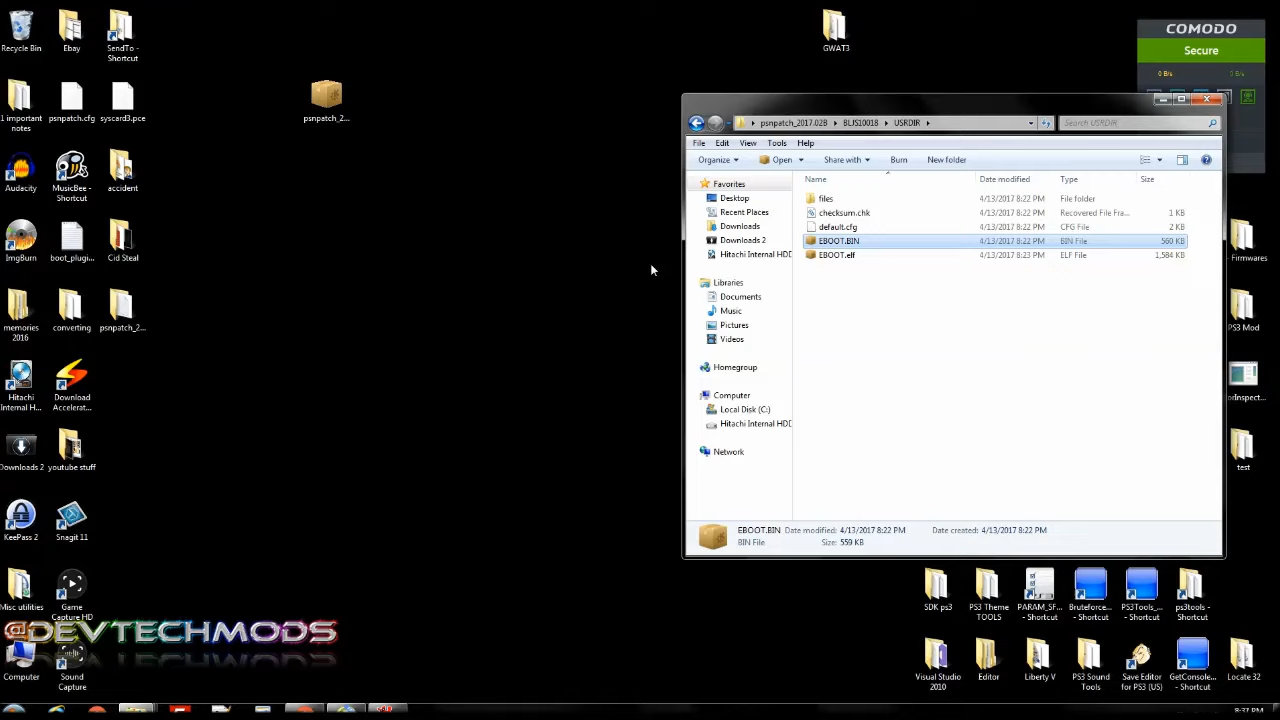 Recycle Bin
Ebay
SendTo - Shortcut
GWAT3
COMODO
Secure
0 B/s
0 B/s
1 important notes
psnpatch.cfg
syscard3.pce
psnpatch_2...
psnpatch_2017.02B
BLJS10018
USRDIR
Search USRDIR
File Edit View Tools Help
Organize
Open
Share with
Burn
New folder
Name
Date modified
Type
Size
Favorites
Desktop
Recent Places
Downloads
Downloads 2
Hitachi Internal HDD
Libraries
Documents
Music
Pictures
Videos
Homegroup
Computer
Local Disk (C:)
Hitachi Internal HDD
Network
files 4/13/2017 8:22 PM File folder
checksum.chk 4/13/2017 8:22 PM Recovered File Fra... 1 KB
default.cfg 4/13/2017 8:22 PM CFG File 2 KB
EBOOT.BIN 4/13/2017 8:22 PM BIN File 560 KB
EBOOT.elf 4/13/2017 8:23 PM ELF File 1,584 KB
EBOOT.BIN Date modified: 4/13/2017 8:22 PM Date created: 4/13/2017 8:22 PM
BIN File Size: 559 KB
Audacity
MusicBee - Shortcut
accident
ImgBurn
boot_plugi...
Cid Steal
memories 2016
converting
psnpatch_2...
Hitachi Internal H...
Download Accelerat...
Downloads 2
youtube stuff
KeePass 2
Snagit 11
Misc utilities
Game Capture HD
@DEVTECHMODS
Computer
Sound Capture
Firmwares
PS3 Mod
orInspect...
test
SDK ps3
PS3 Theme TOOLS
PARAM_SF... - Shortcut
Bruteforce... - Shortcut
PS3Tools_... - Shortcut
ps3tools - Shortcut
Visual Studio 2010
Editor
Liberty V
PS3 Sound Tools
Save Editor for PS3 (US)
GetConsole... - Shortcut
Locate 32
8:37 PM